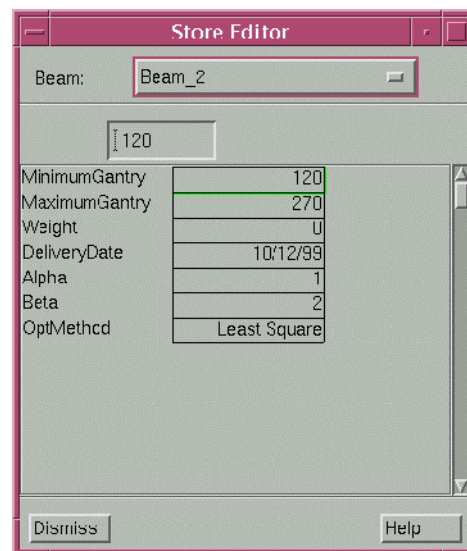 Store Editor
Beam: Beam_2
120
MinimumGantry 120
MaximumGantry 270
Weight 0
DeliveryDate 10/12/99
Alpha 1
Beta 2
OptMethod Least Square
Dismiss Help